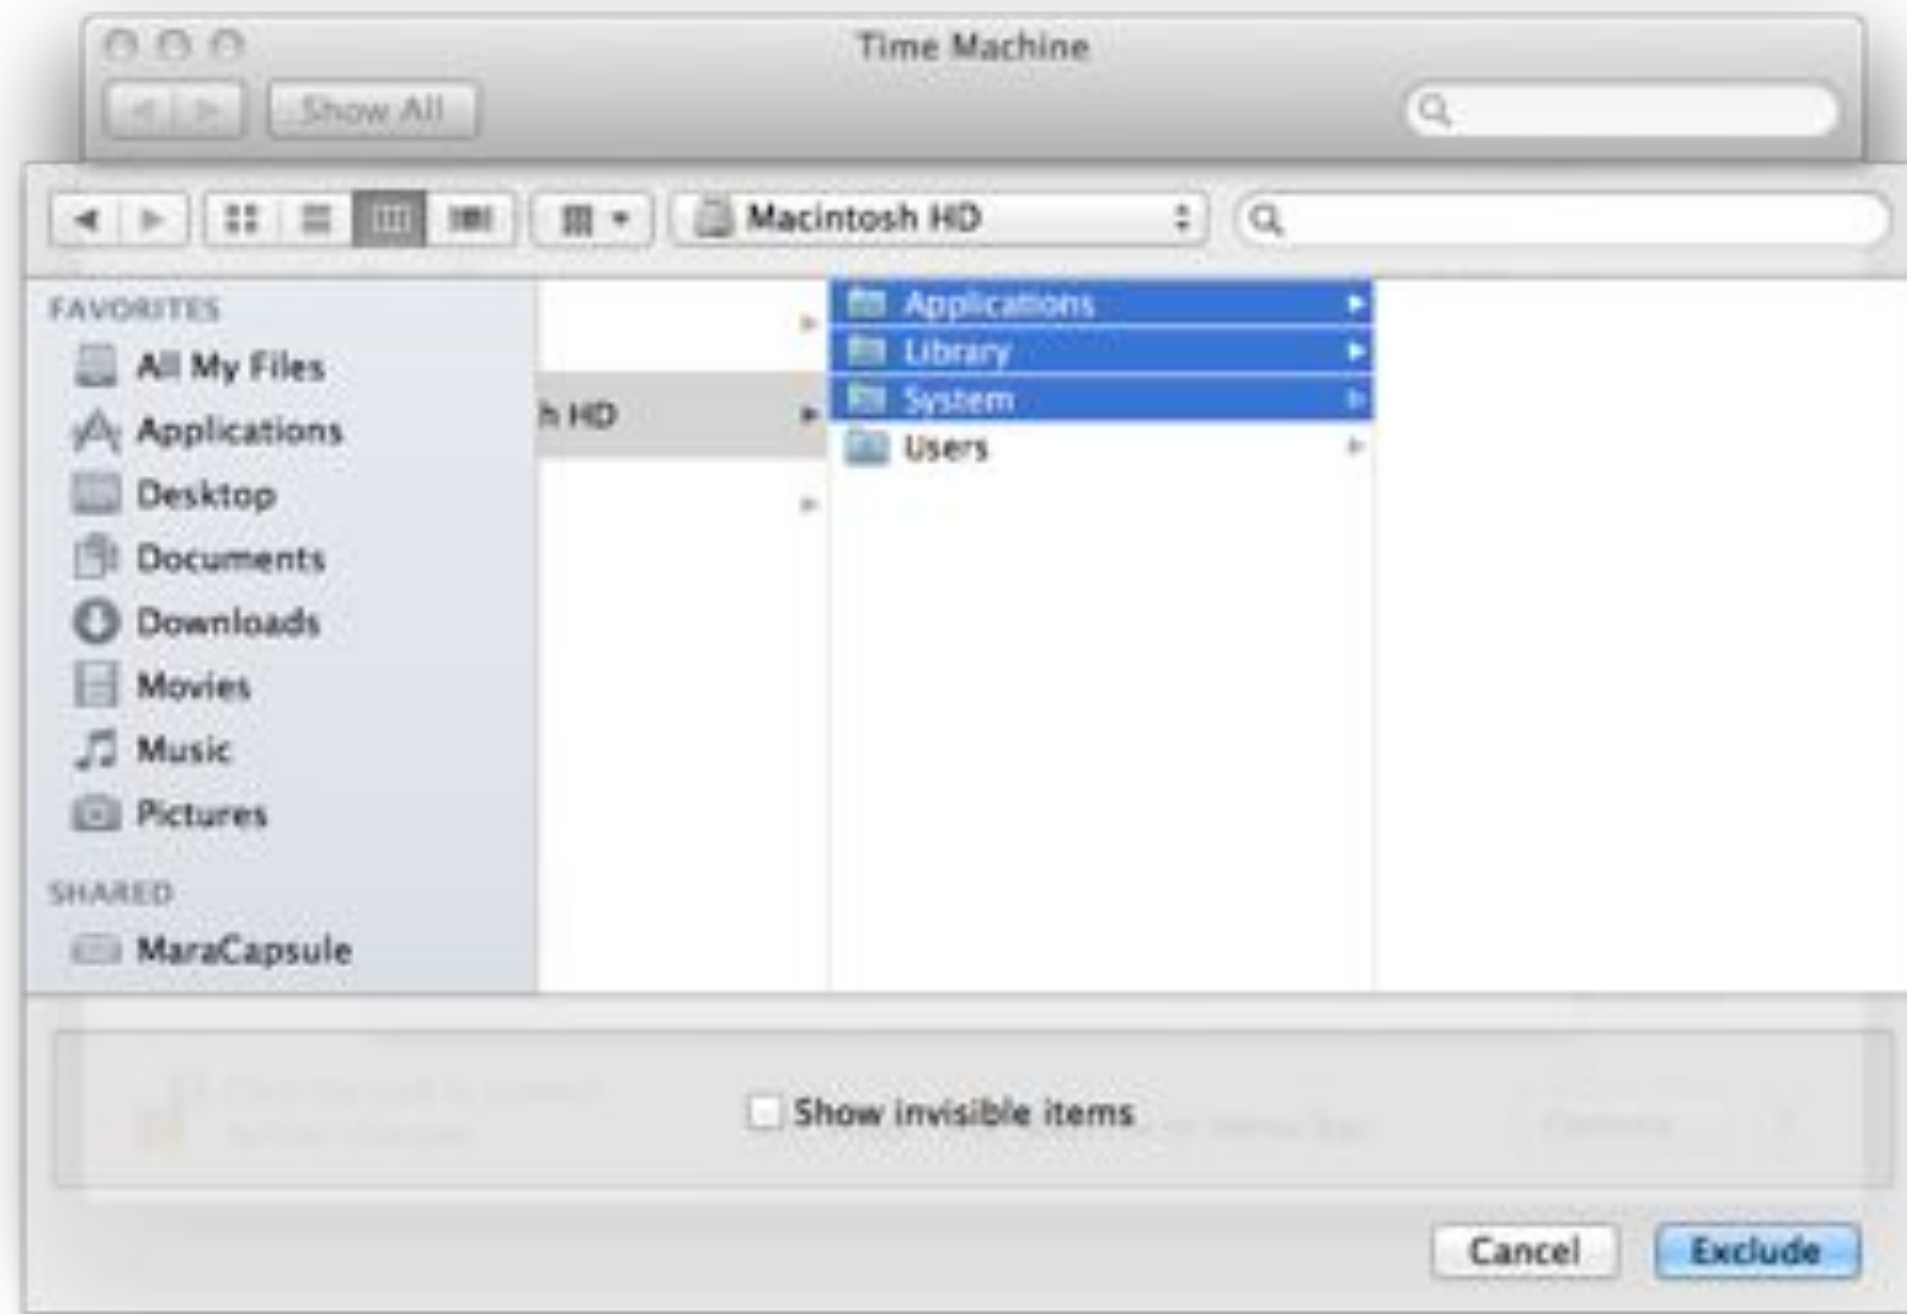 Time Machine
Show All
Macintosh HD
FAVORITES
All My Files
Applications
Desktop
Documents
Downloads
Movies
Music
Pictures
SHARED
MaraCapsule
h HD
Applications
Library
System
Users
Show invisible items
Cancel
Exclude